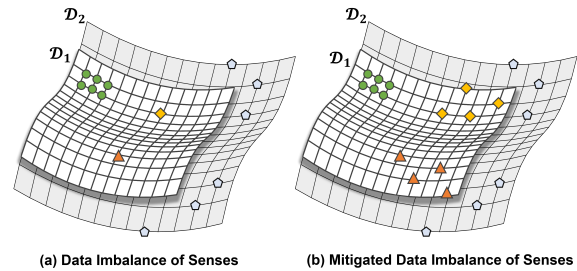 𝒟₂
𝒟₁
𝒟₂
𝒟₁
(a) Data Imbalance of Senses
(b) Mitigated Data Imbalance of Senses